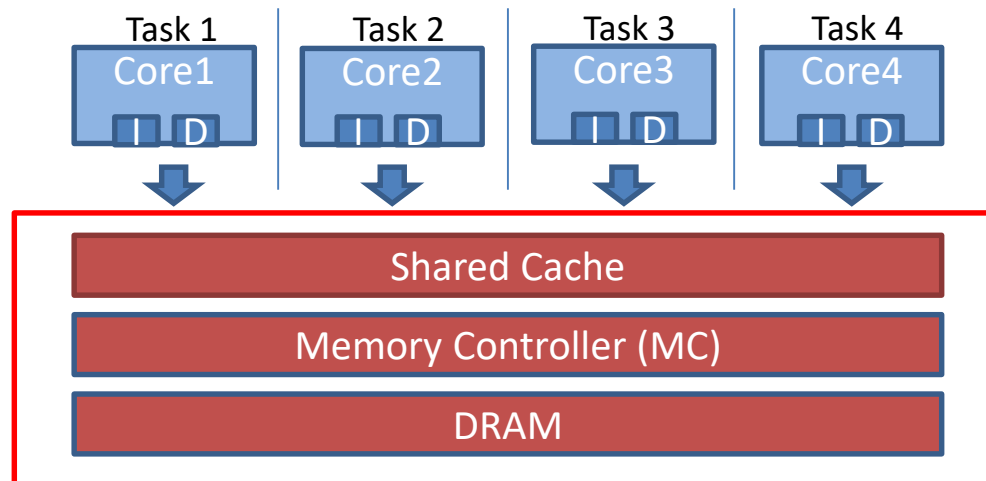 Task 1
Task 2
Task 3
Task 4
Core1
Core2
Core3
Core4
I D
I D
I D
I D
Shared Cache
Memory Controller (MC)
DRAM